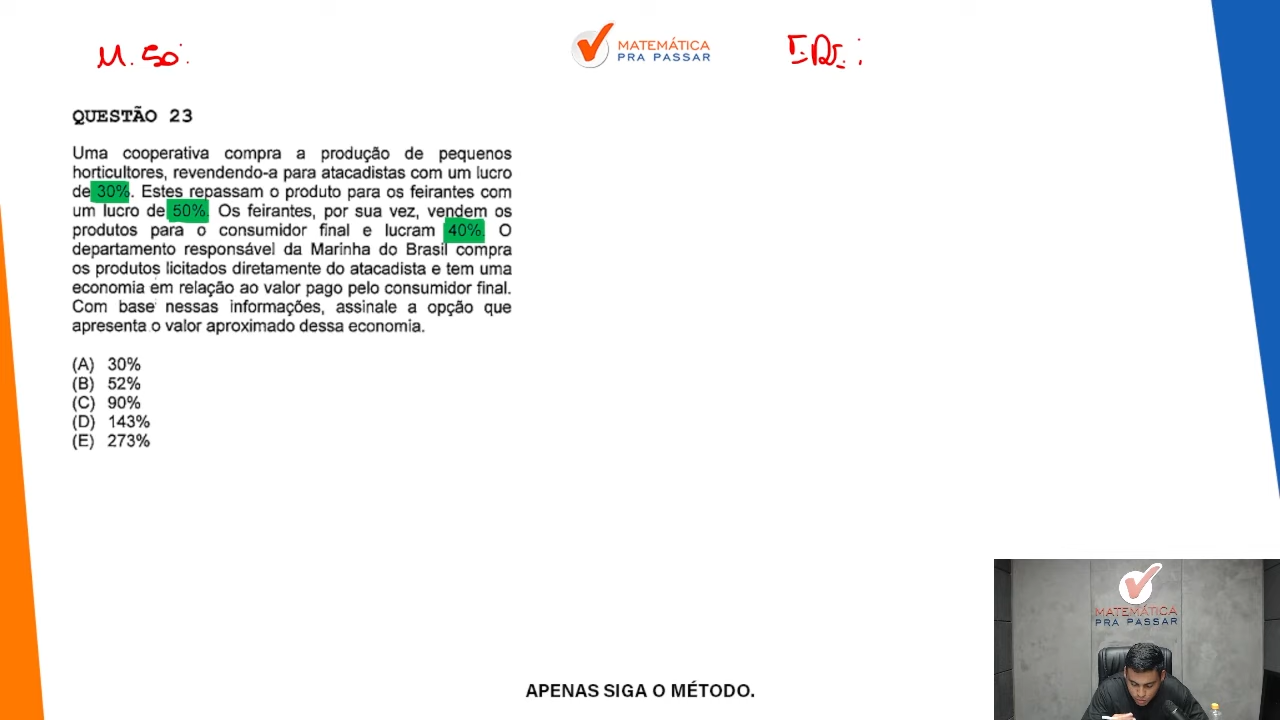 M. 50:
MATEMÁTICA
PRA PASSAR
QUESTÃO 23
Uma cooperativa compra a produção de pequenos
horticultores, revendendo-a para atacadistas com um lucro
de 30%. Estes repassam o produto para os feirantes com
um lucro de 50%. Os feirantes, por sua vez, vendem os
produtos para o consumidor final e lucram 40%. O
departamento responsável da Marinha do Brasil compra
os produtos licitados diretamente do atacadista e tem uma
economia em relação ao valor pago pelo consumidor final.
Com base nessas informações, assinale a opção que
apresenta o valor aproximado dessa economia.
(A) 30%
(B) 52%
(C) 90%
(D) 143%
(E) 273%
MATEMÁTICA
PRA PASSAR
APENAS SIGA O MÉTODO.